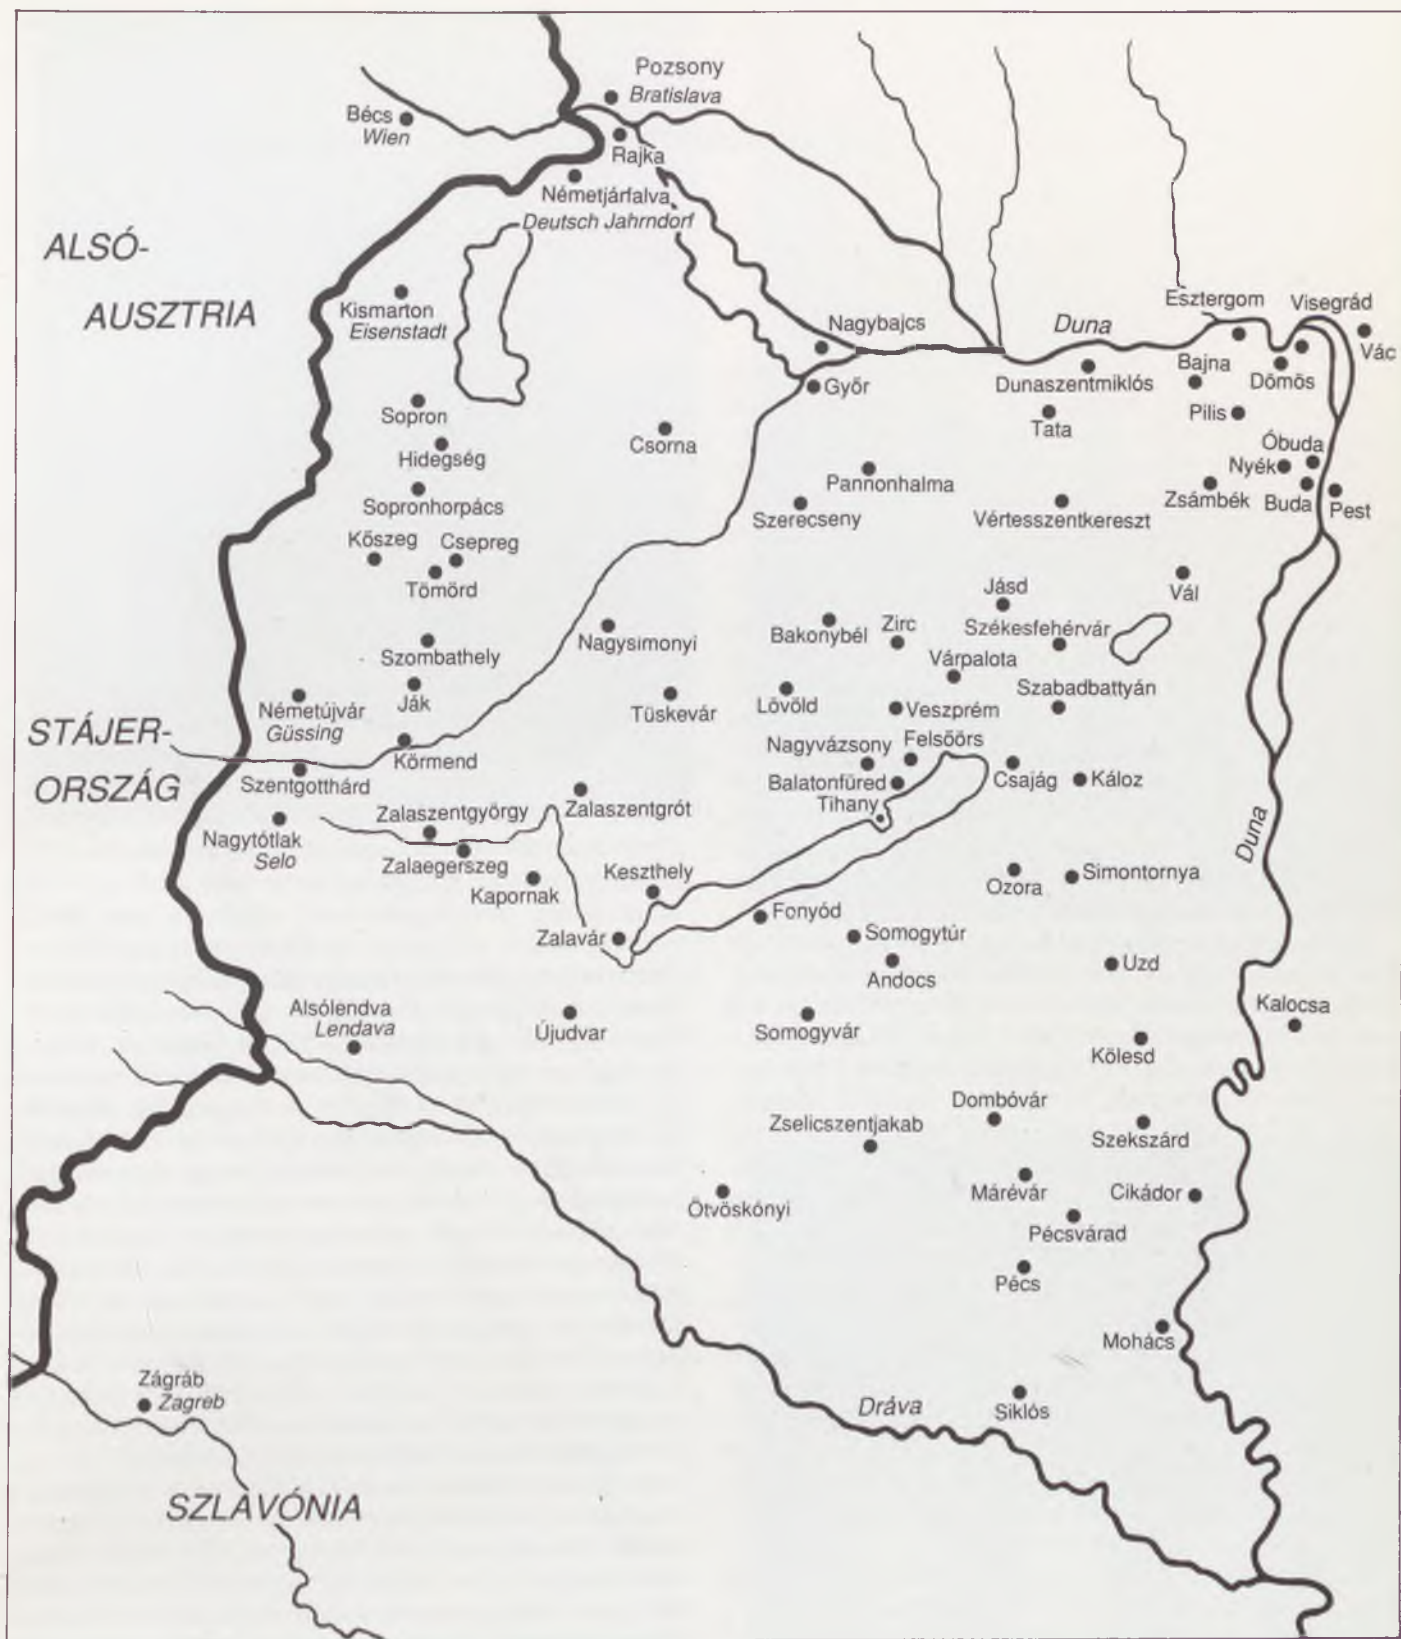 Pozsony
Bratislava
Bécs
Wien
Rajka
Németjárfalva
Deutsch Jahrndorf
ALSÓ-
AUSZTRIA
Kismarton
Eisenstadt
Esztergom
Visegrád
Duna
Nagybajcs
Vác
Bajna
Dömös
Győr
Dunaszentmiklós
Sopron
Tata
Pilis
Csorna
Óbuda
Hidegség
Nyék
Pannonhalma
Zsámbék
Buda
Pest
Sopronhorpács
Szerecseny
Vértesszentkereszt
Kőszeg
Csepreg
Tömörd
Jásd
Vál
Bakonybél
Zirc
Székesfehérvár
Nagysimonyi
Szombathely
Várpalota
Szabadbattyán
Ják
Németújvár
Güssing
Tüskevár
Lövöld
Veszprém
STÁJER-
ORSZÁG
Körmend
Nagyvázsony
Felsőörs
Szentgotthárd
Balatonfüred
Csajág
Káloz
Tihany
Zalaszentgyörgy
Zalaszentgrót
Nagytótlak
Selo
Duna
Zalaegerszeg
Keszthely
Kapornak
Ozora
Simontornya
Fonyód
Zalavár
Somogytúr
Andocs
Uzd
Alsólendva
Lendava
Újudvar
Somogyvár
Kalocsa
Kölesd
Dombóvár
Zselicszentjakab
Szekszárd
Márévár
Cikádor
Ötvöskónyi
Pécsvárad
Pécs
Mohács
Zágráb
Zagreb
Dráva
Siklós
SZLAVÓNIA